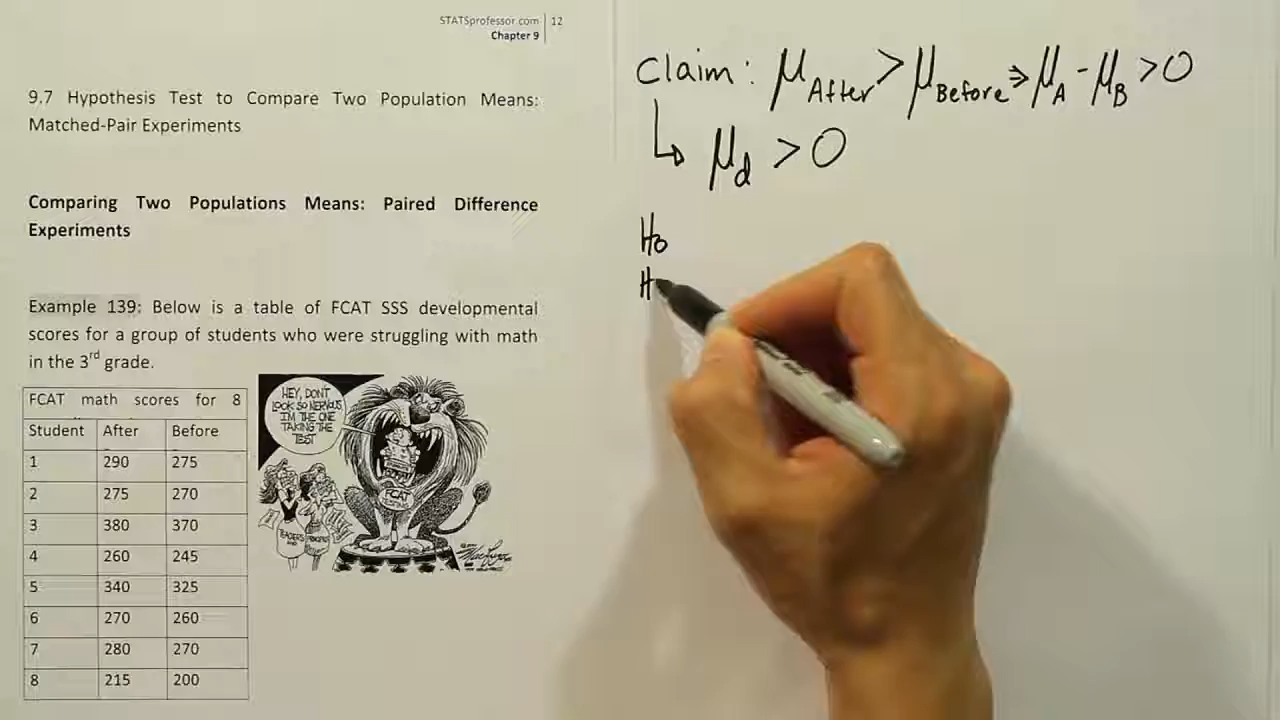 STATSprofessor.com 12
Chapter 9
9.7 Hypothesis Test to Compare Two Population Means:
Matched-Pair Experiments
Comparing Two Populations Means: Paired Difference
Experiments
Example 139: Below is a table of FCAT SSS developmental
scores for a group of students who were struggling with math
in the 3rd grade.
FCAT math scores for 8
Student After Before
1 290 275
2 275 270
3 380 370
4 260 245
5 340 325
6 270 260
7 280 270
8 215 200
HEY, DON'T
LOOK SO NERVOUS
I'M THE ONE
TAKING THE
TEST
FCAT
Claim: μAfter > μBefore ⇒ μA - μB > 0
↳ μd > 0
Ho
H